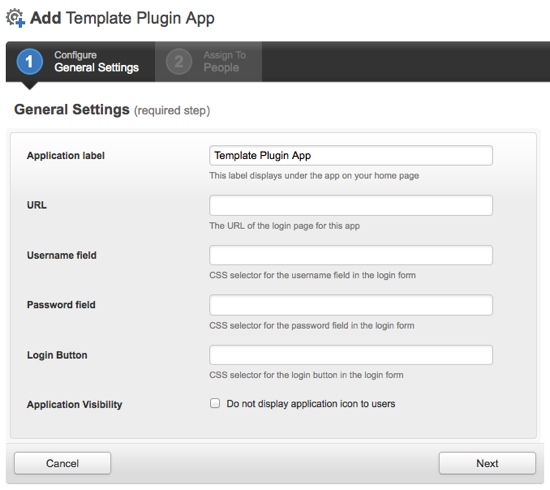 Add Template Plugin App
1
Configure
General Settings
2
Assign To
People
General Settings (required step)
Application label
Template Plugin App
This label displays under the app on your home page
URL
The URL of the login page for this app
Username field
CSS selector for the username field in the login form
Password field
CSS selector for the password field in the login form
Login Button
CSS selector for the login button in the login form
Application Visibility
Do not display application icon to users
Cancel
Next